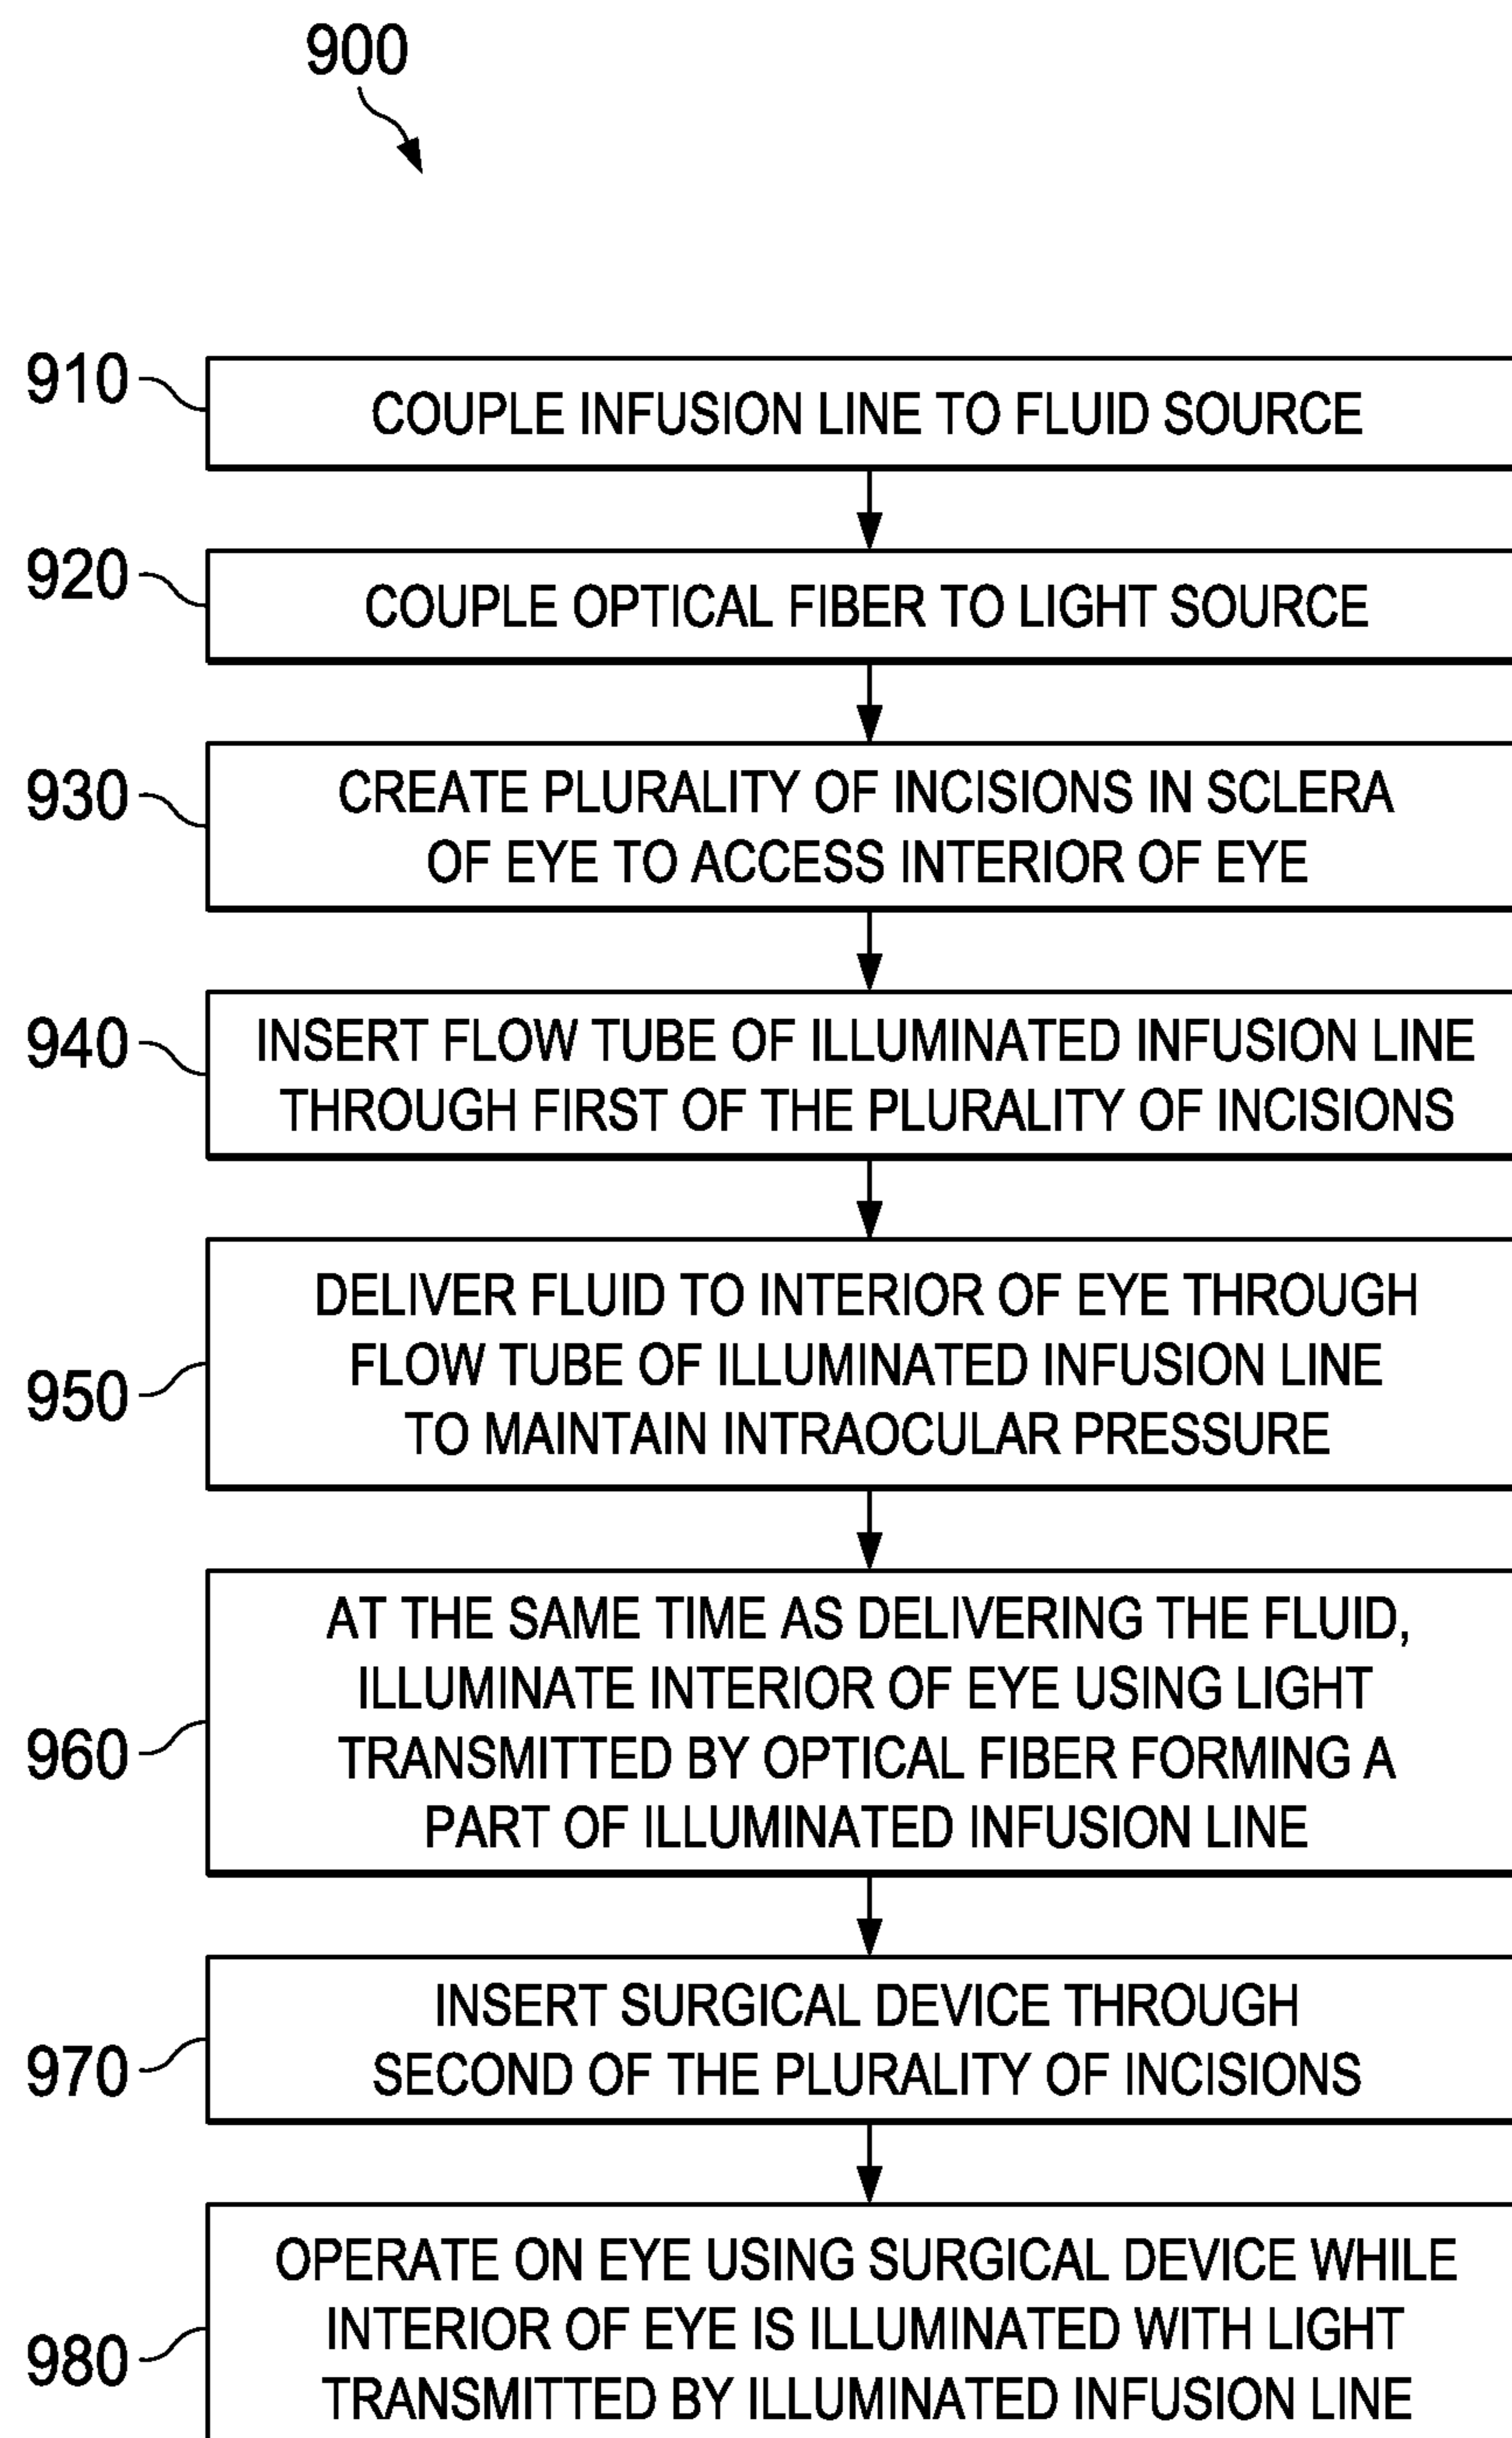 900
910
COUPLE INFUSION LINE TO FLUID SOURCE
920
COUPLE OPTICAL FIBER TO LIGHT SOURCE
930
CREATE PLURALITY OF INCISIONS IN SCLERA
OF EYE TO ACCESS INTERIOR OF EYE
940
INSERT FLOW TUBE OF ILLUMINATED INFUSION LINE
THROUGH FIRST OF THE PLURALITY OF INCISIONS
950
DELIVER FLUID TO INTERIOR OF EYE THROUGH
FLOW TUBE OF ILLUMINATED INFUSION LINE
TO MAINTAIN INTRAOCULAR PRESSURE
960
AT THE SAME TIME AS DELIVERING THE FLUID,
ILLUMINATE INTERIOR OF EYE USING LIGHT
TRANSMITTED BY OPTICAL FIBER FORMING A
PART OF ILLUMINATED INFUSION LINE
970
INSERT SURGICAL DEVICE THROUGH
SECOND OF THE PLURALITY OF INCISIONS
980
OPERATE ON EYE USING SURGICAL DEVICE WHILE
INTERIOR OF EYE IS ILLUMINATED WITH LIGHT
TRANSMITTED BY ILLUMINATED INFUSION LINE